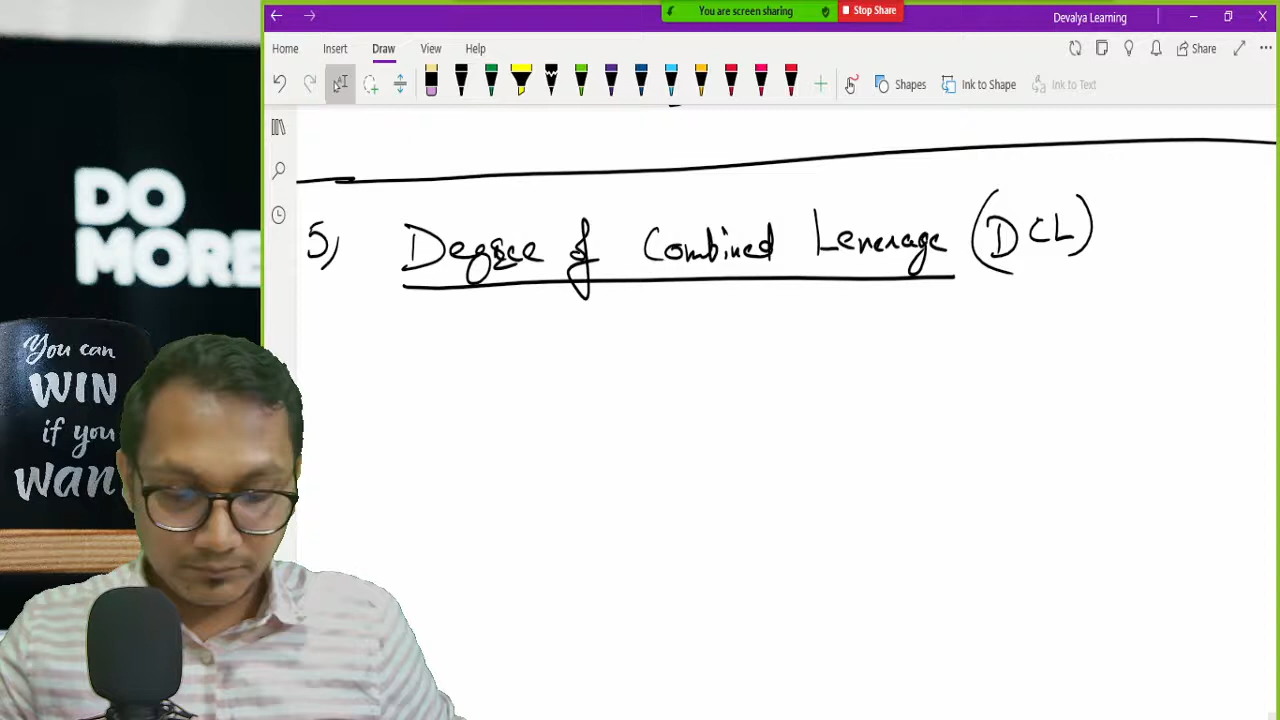 You are screen sharing
Stop Share
Devalya Learning
Home Insert Draw View Help
Share
Shapes Ink to Shape Ink to Text
DO
MORE
5) Degree of Combined Leverage (DCL)
You can
WIN
if you
Wan